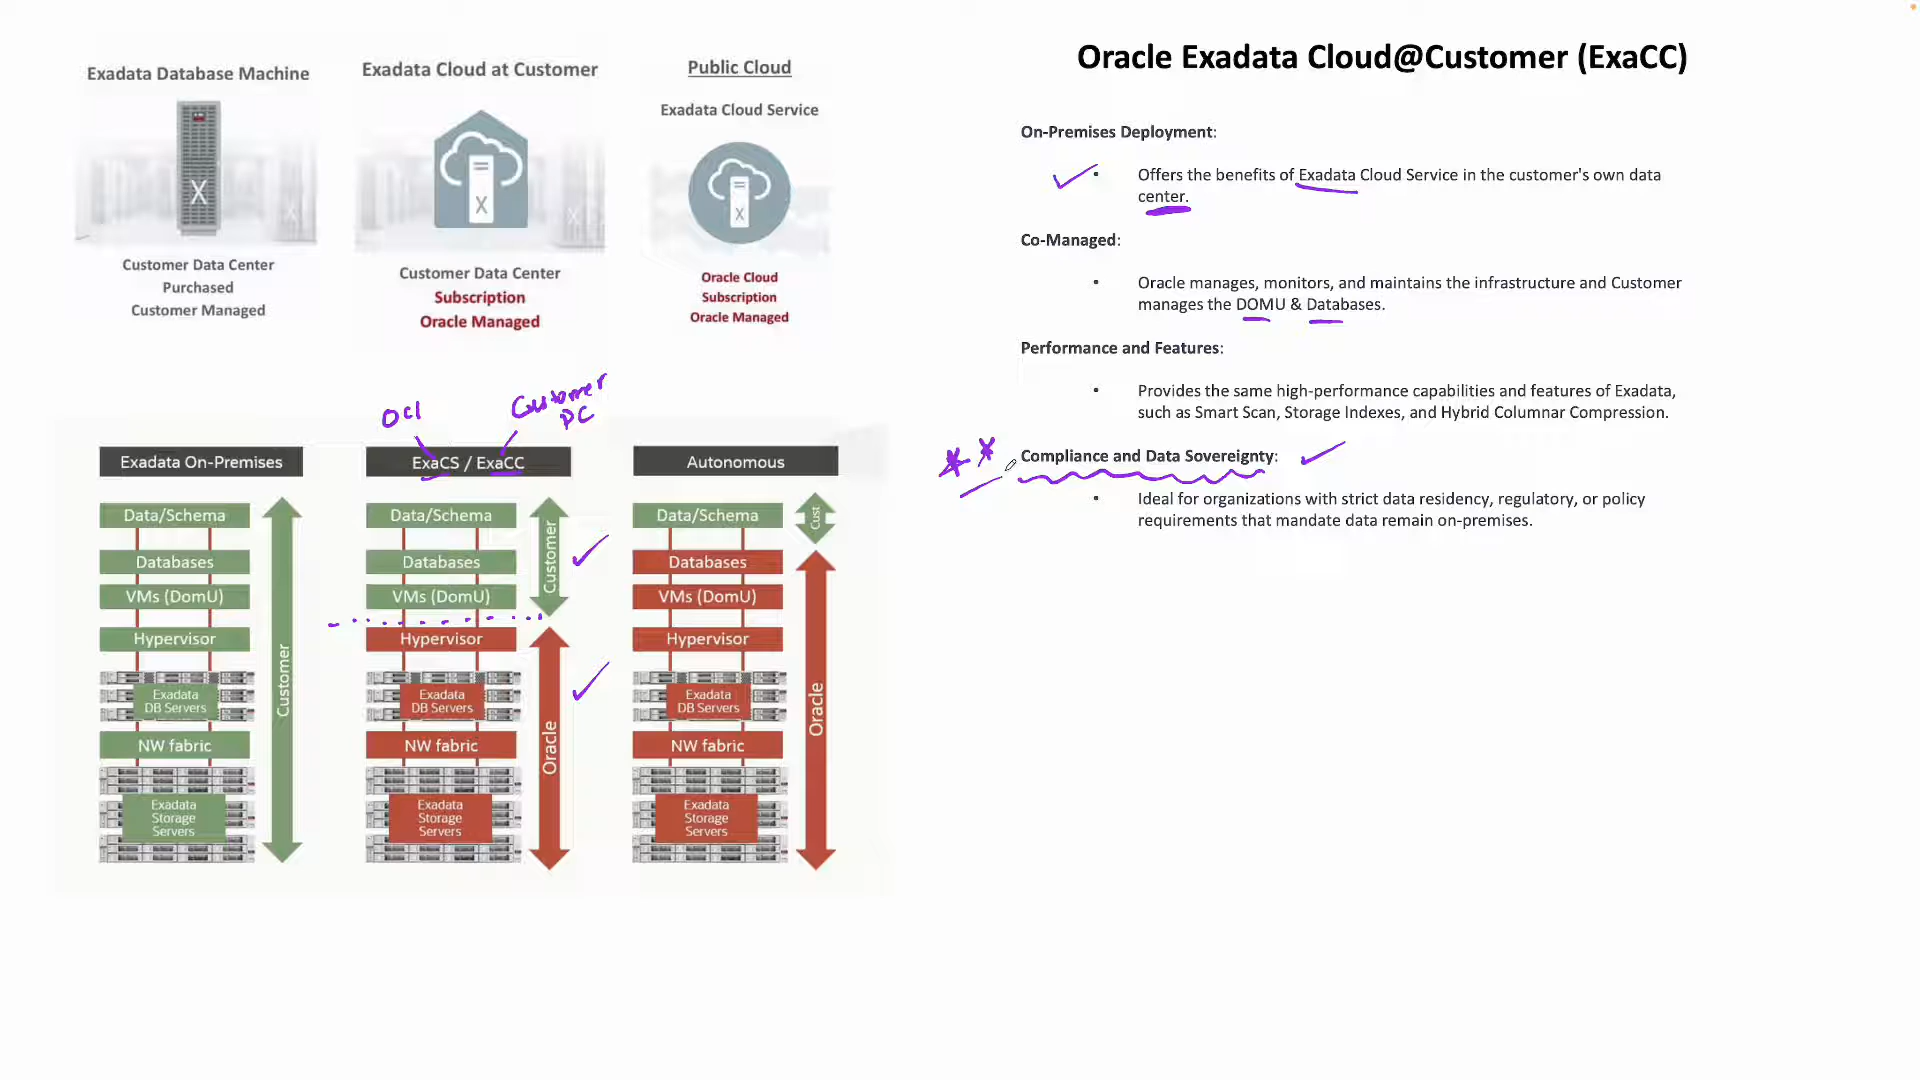 Oracle Exadata Cloud@Customer (ExaCC)
Exadata Database Machine
X
Customer Data Center
Purchased
Customer Managed
Exadata Cloud at Customer
X
Customer Data Center
Subscription
Oracle Managed
Public Cloud
Exadata Cloud Service
X
Oracle Cloud
Subscription
Oracle Managed
OCI
Customer
DC
Exadata On-Premises
Data/Schema
Databases
VMs (DomU)
Hypervisor
Exadata
DB Servers
NW fabric
Exadata
Storage
Servers
Customer
ExaCS / ExaCC
Data/Schema
Databases
VMs (DomU)
Hypervisor
Exadata
DB Servers
NW fabric
Exadata
Storage
Servers
Customer
Oracle
Autonomous
Data/Schema
Databases
VMs (DomU)
Hypervisor
Exadata
DB Servers
NW fabric
Exadata
Storage
Servers
Cust
Oracle
On-Premises Deployment:
• Offers the benefits of Exadata Cloud Service in the customer's own data
center.
Co-Managed:
• Oracle manages, monitors, and maintains the infrastructure and Customer
manages the DOMU & Databases.
Performance and Features:
• Provides the same high-performance capabilities and features of Exadata,
such as Smart Scan, Storage Indexes, and Hybrid Columnar Compression.
Compliance and Data Sovereignty:
• Ideal for organizations with strict data residency, regulatory, or policy
requirements that mandate data remain on-premises.